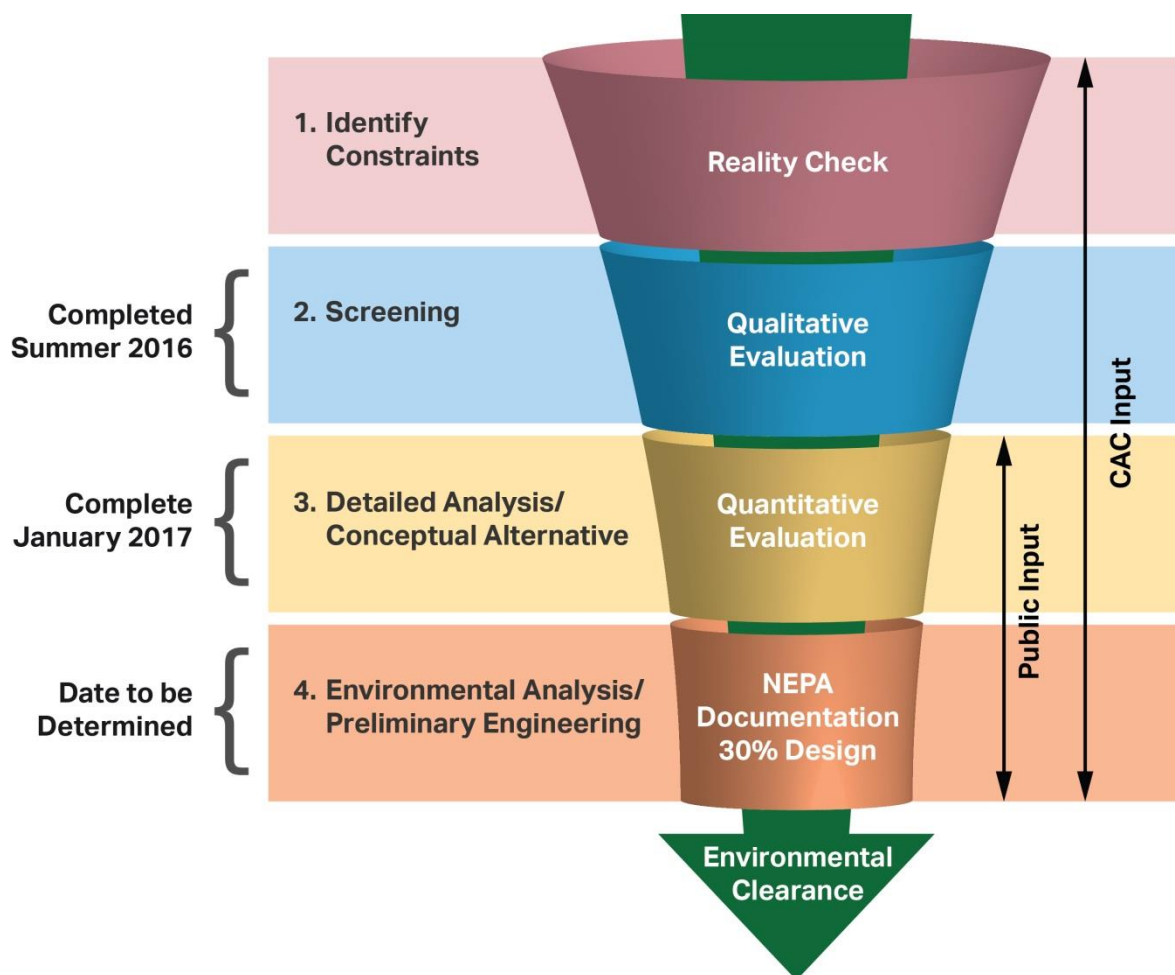 1. Identify
Constraints
Reality Check
Completed
Summer 2016
2. Screening
Qualitative
Evaluation
Complete
January 2017
3. Detailed Analysis/
Conceptual Alternative
Quantitative
Evaluation
Date to be
Determined
4. Environmental Analysis/
Preliminary Engineering
NEPA
Documentation
30% Design
Public Input
CAC Input
Environmental
Clearance